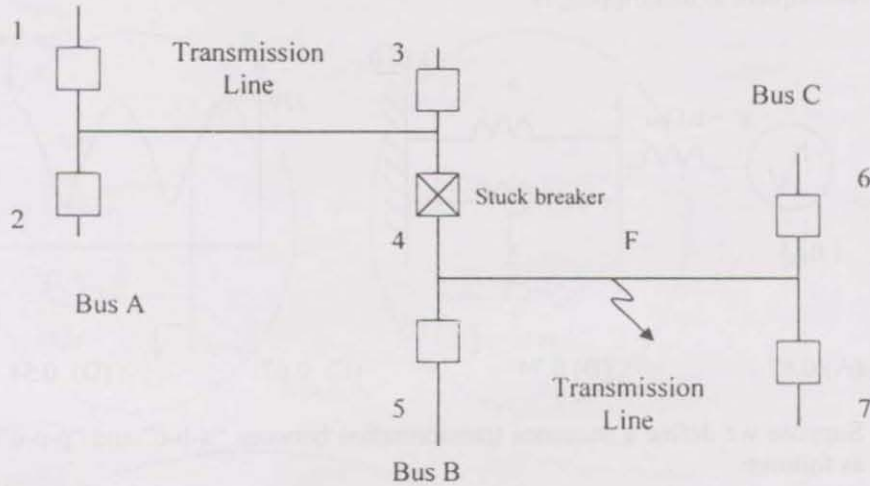 1
Transmission
Line
3
Bus C
6
2
Stuck breaker
4
F
Bus A
Transmission
Line
5
7
Bus B